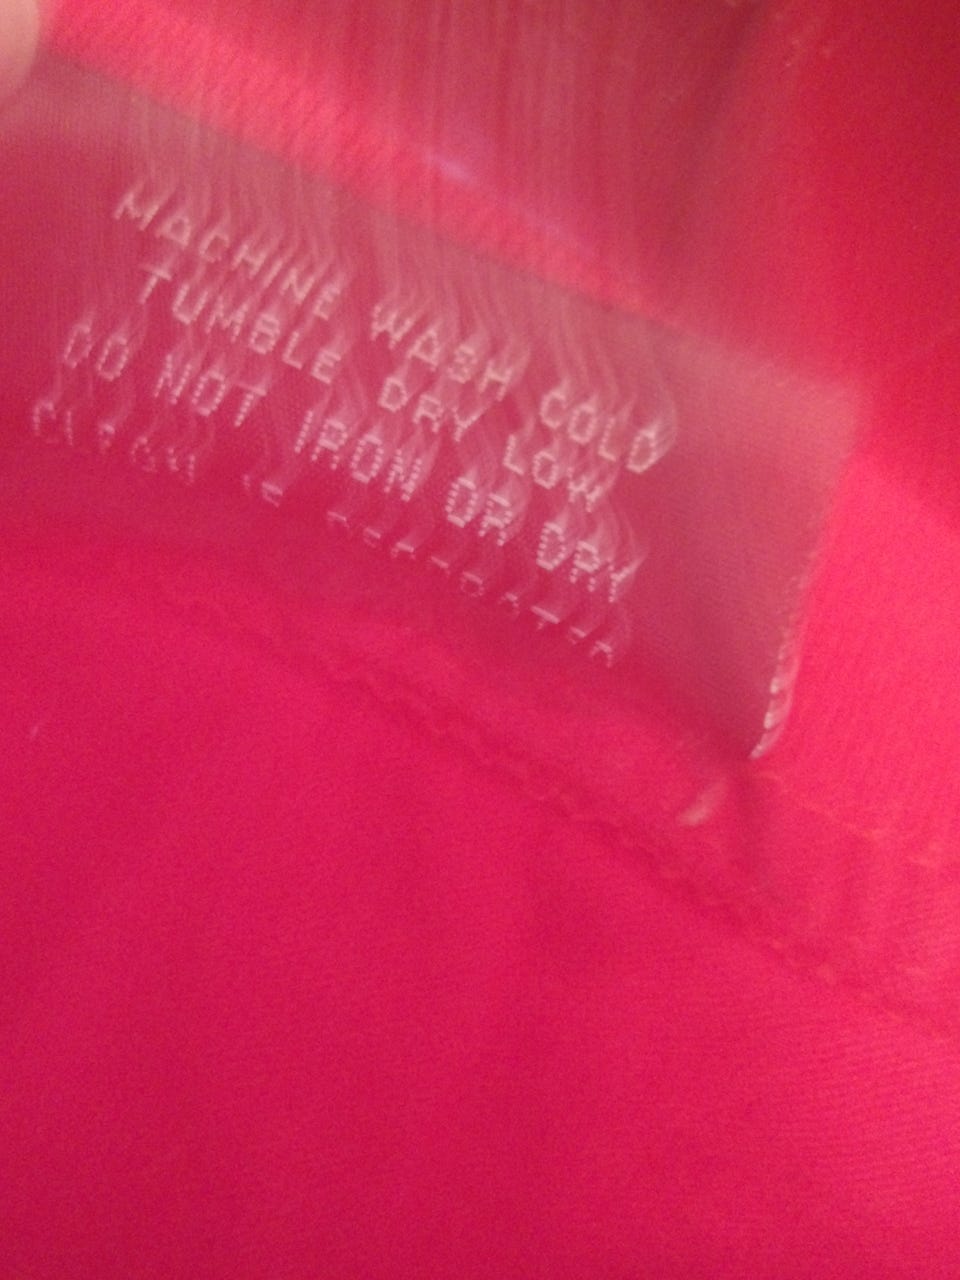 MACHINE WASH COLD
TUMBLE DRY LOW
DO NOT IRON OR DRY